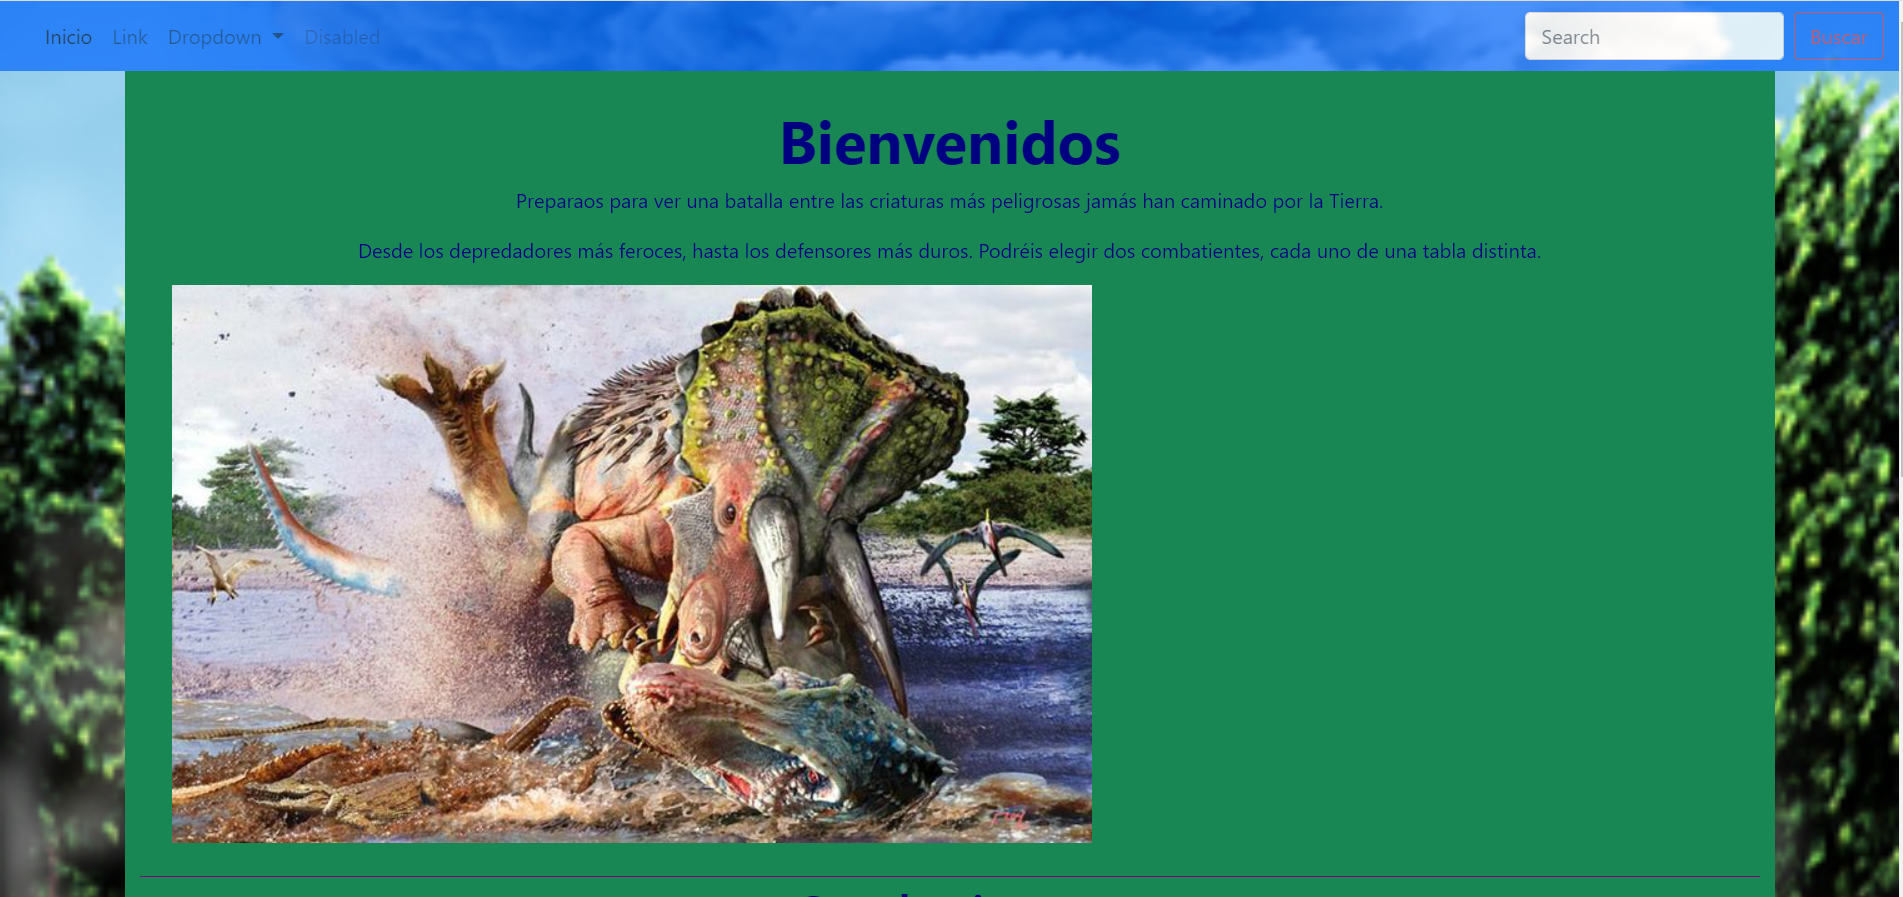 Inicio Link Dropdown Disabled Search Buscar
Bienvenidos
Preparaos para ver una batalla entre las criaturas más peligrosas jamás han caminado por la Tierra.
Desde los depredadores más feroces, hasta los defensores más duros. Podréis elegir dos combatientes, cada uno de una tabla distinta.